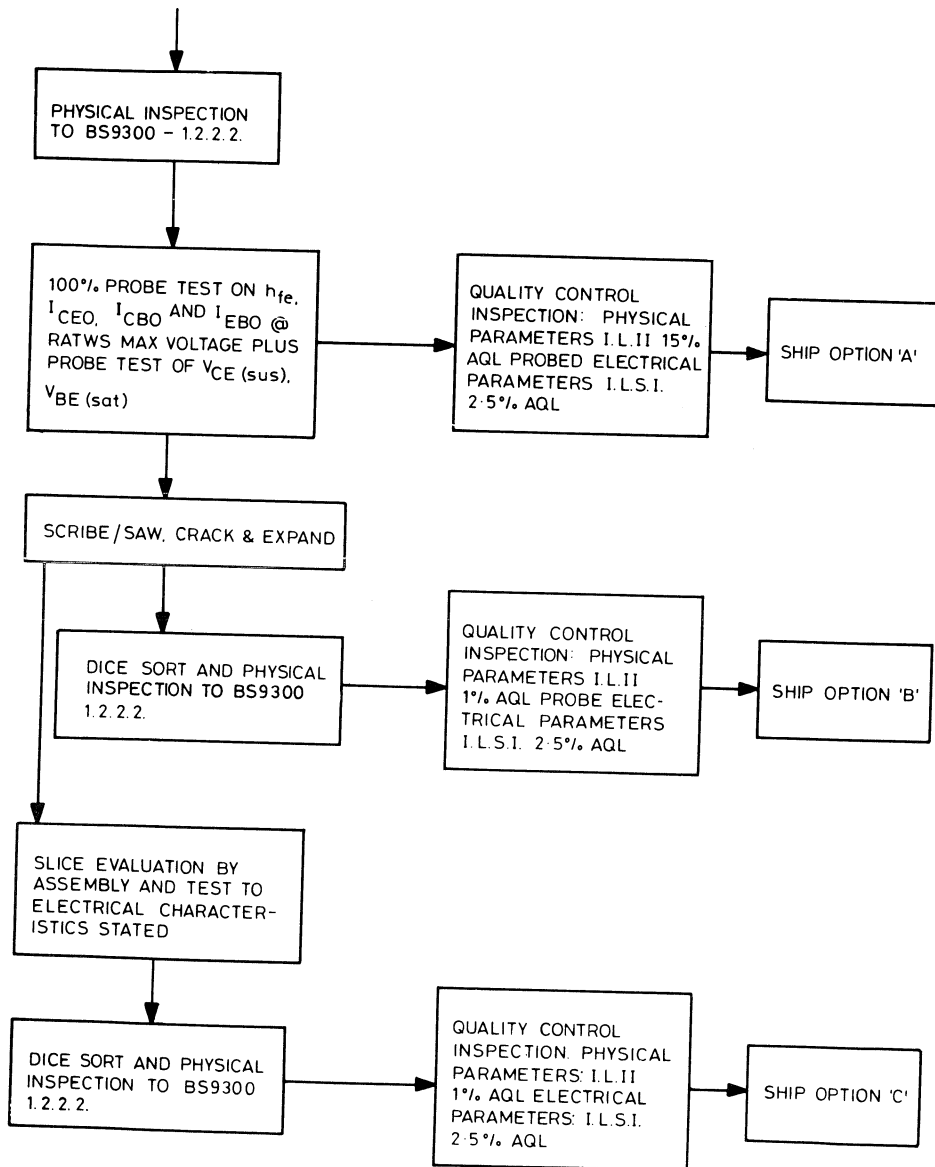 PHYSICAL INSPECTION
TO BS9300 – 1.2.2.2.
100% PROBE TEST ON hfe,
ICEO, ICBO AND IEBO @
RATWS MAX VOLTAGE PLUS
PROBE TEST OF VCE (sus),
VBE (sat)
QUALITY CONTROL
INSPECTION: PHYSICAL
PARAMETERS I.L.II 15%
AQL PROBED ELECTRICAL
PARAMETERS I.L.S.I.
2·5% AQL
SHIP OPTION 'A'
SCRIBE/SAW, CRACK & EXPAND
DICE SORT AND PHYSICAL
INSPECTION TO BS9300
1.2.2.2.
QUALITY CONTROL
INSPECTION: PHYSICAL
PARAMETERS I.L.II
1% AQL PROBE ELEC-
TRICAL PARAMETERS
I.L.S.I. 2·5% AQL
SHIP OPTION 'B'
SLICE EVALUATION BY
ASSEMBLY AND TEST TO
ELECTRICAL CHARACTER-
ISTICS STATED
DICE SORT AND PHYSICAL
INSPECTION TO BS9300
1.2.2.2.
QUALITY CONTROL
INSPECTION. PHYSICAL
PARAMETERS: I.L.II
1% AQL ELECTRICAL
PARAMETERS: I.L.S.I.
2·5% AQL
SHIP OPTION 'C'